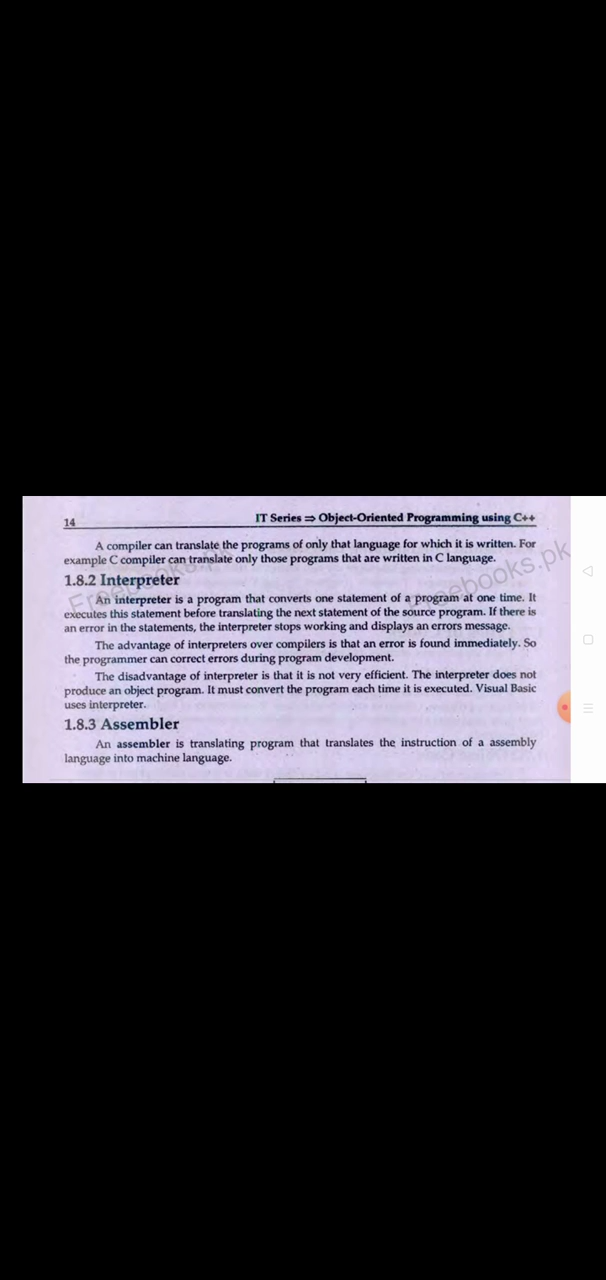 14
IT Series ⇒ Object-Oriented Programming using C++
A compiler can translate the programs of only that language for which it is written. For
example C compiler can translate only those programs that are written in C language.
1.8.2 Interpreter
An interpreter is a program that converts one statement of a program at one time. It
executes this statement before translating the next statement of the source program. If there is
an error in the statements, the interpreter stops working and displays an errors message.
The advantage of interpreters over compilers is that an error is found immediately. So
the programmer can correct errors during program development.
The disadvantage of interpreter is that it is not very efficient. The interpreter does not
produce an object program. It must convert the program each time it is executed. Visual Basic
uses interpreter.
1.8.3 Assembler
An assembler is translating program that translates the instruction of a assembly
language into machine language.
Freebooks.pk
Freebooks.pk